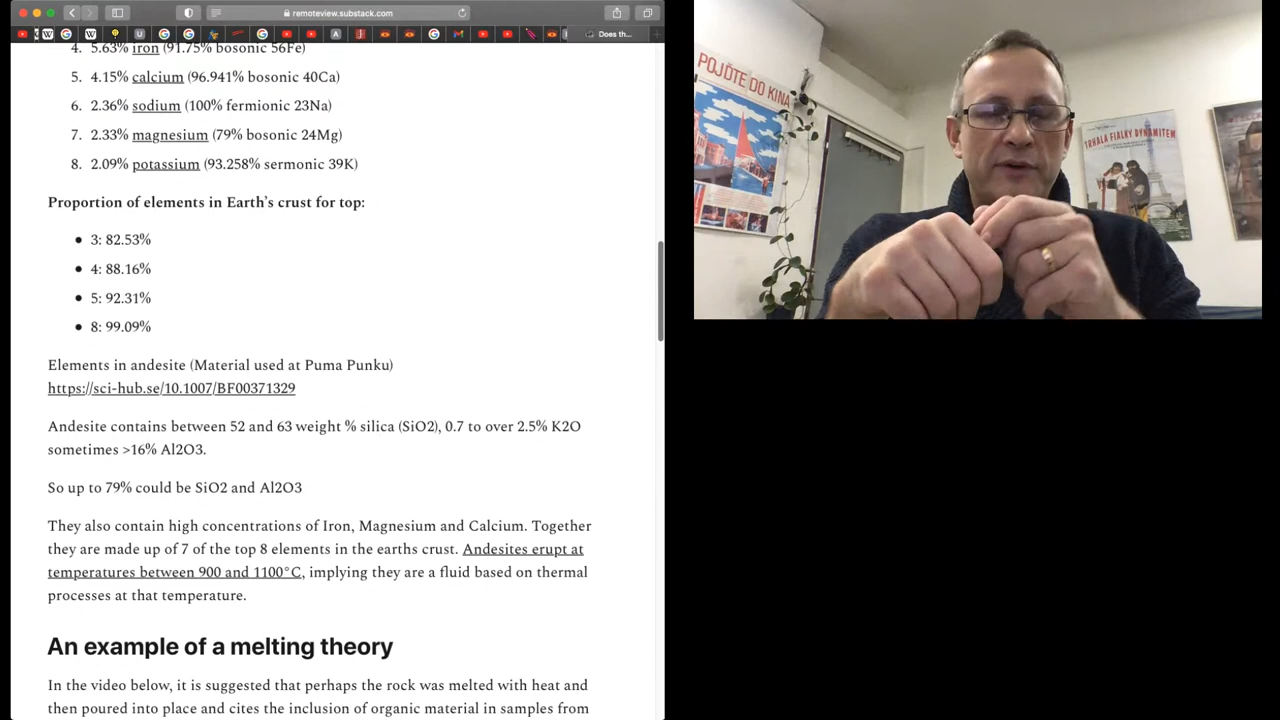 remoteview.substack.com
Does th...
4. 5.63% iron (91.75% bosonic 56Fe)
5. 4.15% calcium (96.941% bosonic 40Ca)
6. 2.36% sodium (100% fermionic 23Na)
7. 2.33% magnesium (79% bosonic 24Mg)
8. 2.09% potassium (93.258% sermonic 39K)
Proportion of elements in Earth's crust for top:
3: 82.53%
4: 88.16%
5: 92.31%
8: 99.09%
Elements in andesite (Material used at Puma Punku)
https://sci-hub.se/10.1007/BF00371329
Andesite contains between 52 and 63 weight % silica (SiO2), 0.7 to over 2.5% K2O
sometimes >16% Al2O3.
So up to 79% could be SiO2 and Al2O3
They also contain high concentrations of Iron, Magnesium and Calcium. Together
they are made up of 7 of the top 8 elements in the earths crust. Andesites erupt at
temperatures between 900 and 1100°C, implying they are a fluid based on thermal
processes at that temperature.
An example of a melting theory
In the video below, it is suggested that perhaps the rock was melted with heat and
then poured into place and cites the inclusion of organic material in samples from
POJĎTE DO KINA
TRHALA FIALKY DYNAMITEM